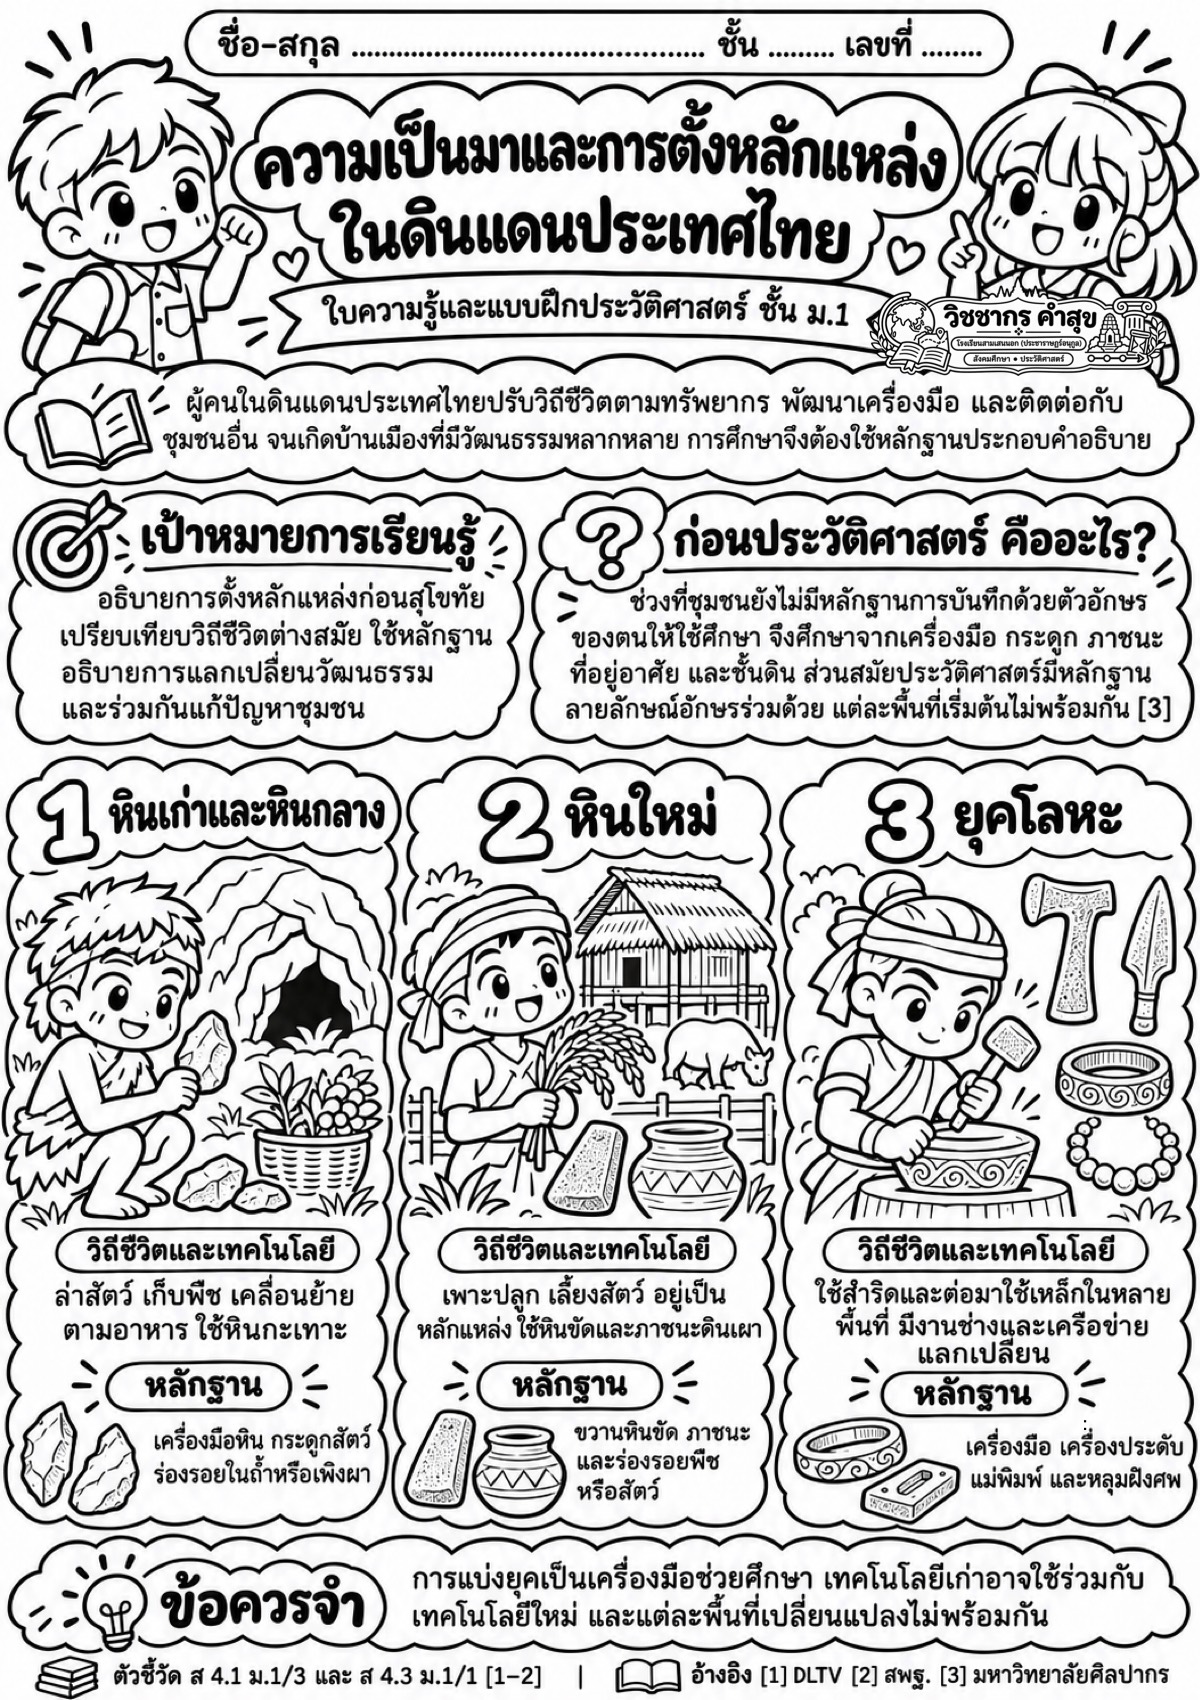 ชื่อ-สกุล ........................................... ชั้น ......... เลขที่ ........
ความเป็นมาและการตั้งหลักแหล่ง
ในดินแดนประเทศไทย
ใบความรู้และแบบฝึกประวัติศาสตร์ ชั้น ม.1
วิชชากร คำสุข
โรงเรียนสามเสนนอก (ประชาราษฎร์อนุกูล)
สังคมศึกษา • ประวัติศาสตร์
ผู้คนในดินแดนประเทศไทยปรับวิถีชีวิตตามทรัพยากร พัฒนาเครื่องมือ และติดต่อกับ
ชุมชนอื่น จนเกิดบ้านเมืองที่มีวัฒนธรรมหลากหลาย การศึกษาจึงต้องใช้หลักฐานประกอบคำอธิบาย
เป้าหมายการเรียนรู้
อธิบายการตั้งหลักแหล่งก่อนสุโขทัย
เปรียบเทียบวิถีชีวิตต่างสมัย ใช้หลักฐาน
อธิบายการแลกเปลี่ยนวัฒนธรรม
และร่วมกันแก้ปัญหาชุมชน
?
ก่อนประวัติศาสตร์ คืออะไร?
ช่วงที่ชุมชนยังไม่มีหลักฐานการบันทึกด้วยตัวอักษร
ของตนให้ใช้ศึกษา จึงศึกษาจากเครื่องมือ กระดูก ภาชนะ
ที่อยู่อาศัย และชั้นดิน ส่วนสมัยประวัติศาสตร์มีหลักฐาน
ลายลักษณ์อักษรร่วมด้วย แต่ละพื้นที่เริ่มต้นไม่พร้อมกัน [3]
1 หินเก่าและหินกลาง
วิถีชีวิตและเทคโนโลยี
ล่าสัตว์ เก็บพืช เคลื่อนย้าย
ตามอาหาร ใช้หินกะเทาะ
หลักฐาน
เครื่องมือหิน กระดูกสัตว์
ร่องรอยในถ้ำหรือเพิงผา
2 หินใหม่
วิถีชีวิตและเทคโนโลยี
เพาะปลูก เลี้ยงสัตว์ อยู่เป็น
หลักแหล่ง ใช้หินขัดและภาชนะดินเผา
หลักฐาน
ขวานหินขัด ภาชนะ
และร่องรอยพืช
หรือสัตว์
3 ยุคโลหะ
วิถีชีวิตและเทคโนโลยี
ใช้สำริดและต่อมาใช้เหล็กในหลาย
พื้นที่ มีงานช่างและเครือข่าย
แลกเปลี่ยน
หลักฐาน
เครื่องมือ เครื่องประดับ
แม่พิมพ์ และหลุมฝังศพ
ข้อควรจำ
การแบ่งยุคเป็นเครื่องมือช่วยศึกษา เทคโนโลยีเก่าอาจใช้ร่วมกับ
เทคโนโลยีใหม่ และแต่ละพื้นที่เปลี่ยนแปลงไม่พร้อมกัน
ตัวชี้วัด ส 4.1 ม.1/3 และ ส 4.3 ม.1/1 [1-2] | อ้างอิง [1] DLTV [2] สพฐ. [3] มหาวิทยาลัยศิลปากร